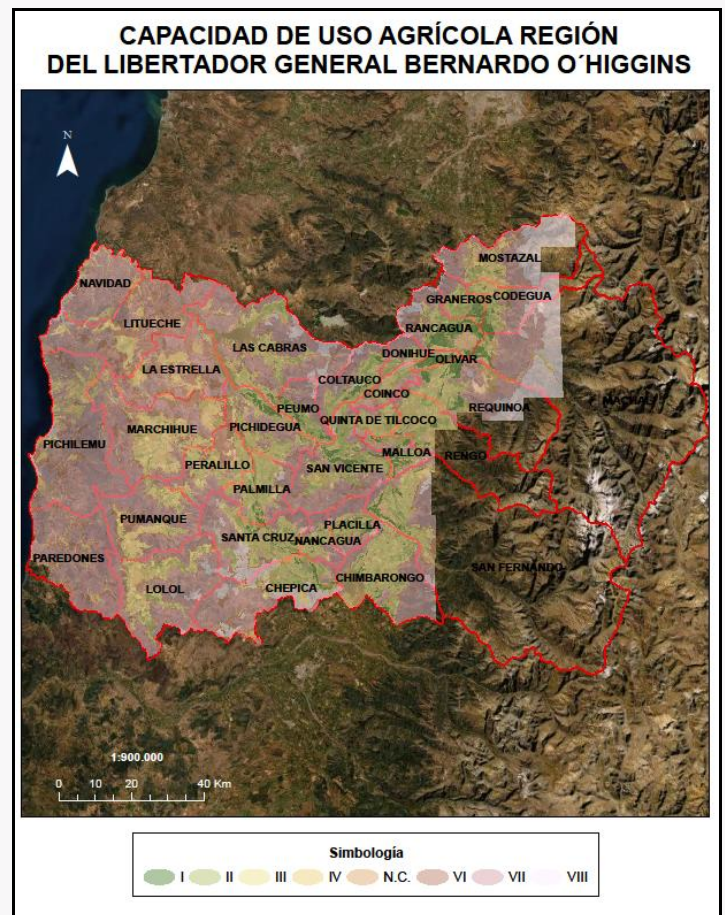 CAPACIDAD DE USO AGRÍCOLA REGIÓN
DEL LIBERTADOR GENERAL BERNARDO O´HIGGINS
N
MOSTAZAL
NAVIDAD
GRANEROS CODEGUA
LITUECHE
RANCAGUA
LAS CABRAS
DONIHUE OLIVAR
LA ESTRELLA
COLTAUCO
COINCO
MACHALI
PEUMO
REQUINOA
MARCHIHUE PICHIDEGUA QUINTA DE TILCOCO
PICHILEMU
MALLOA RENGO
PERALILLO SAN VICENTE
PALMILLA
PUMANQUE
PLACILLA
SANTA CRUZ NANCAGUA
PAREDONES
SAN FERNANDO
CHIMBARONGO
LOLOL CHEPICA
1:900.000
0 10 20 40 Km
Simbología
I II III IV N.C. VI VII VIII